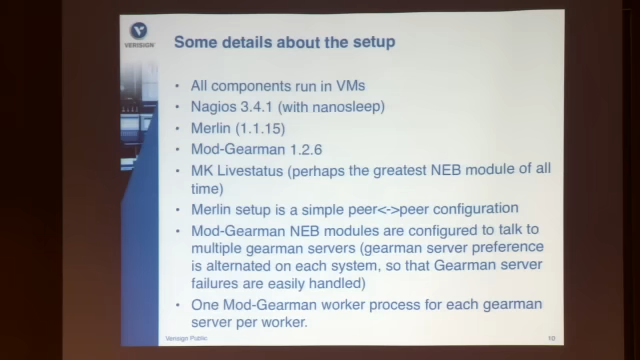 VERISIGN
Some details about the setup
• All components run in VMs
• Nagios 3.4.1 (with nanosleep)
• Merlin (1.1.15)
• Mod-Gearman 1.2.6
• MK Livestatus (perhaps the greatest NEB module of all
time)
• Merlin setup is a simple peer<->peer configuration
• Mod-Gearman NEB modules are configured to talk to
multiple gearman servers (gearman server preference
is alternated on each system, so that Gearman server
failures are easily handled)
• One Mod-Gearman worker process for each gearman
server per worker.
Verisign Public
10